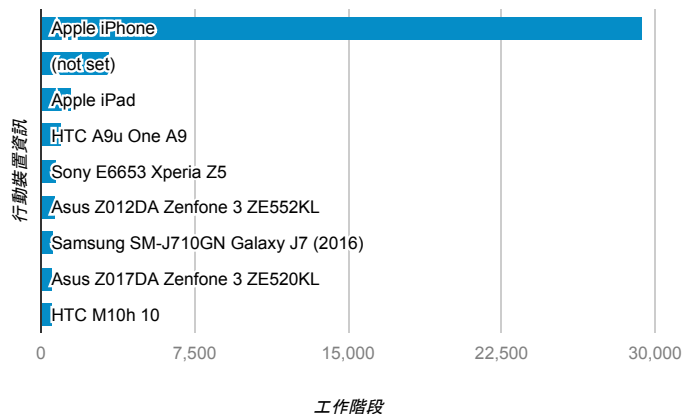 Apple iPhone
(not set)
Apple iPad
HTC A9u One A9
Sony E6653 Xperia Z5
Asus Z012DA Zenfone 3 ZE552KL
Samsung SM-J710GN Galaxy J7 (2016)
Asus Z017DA Zenfone 3 ZE520KL
HTC M10h 10
行動裝置資訊
0 7,500 15,000 22,500 30,000
工作階段